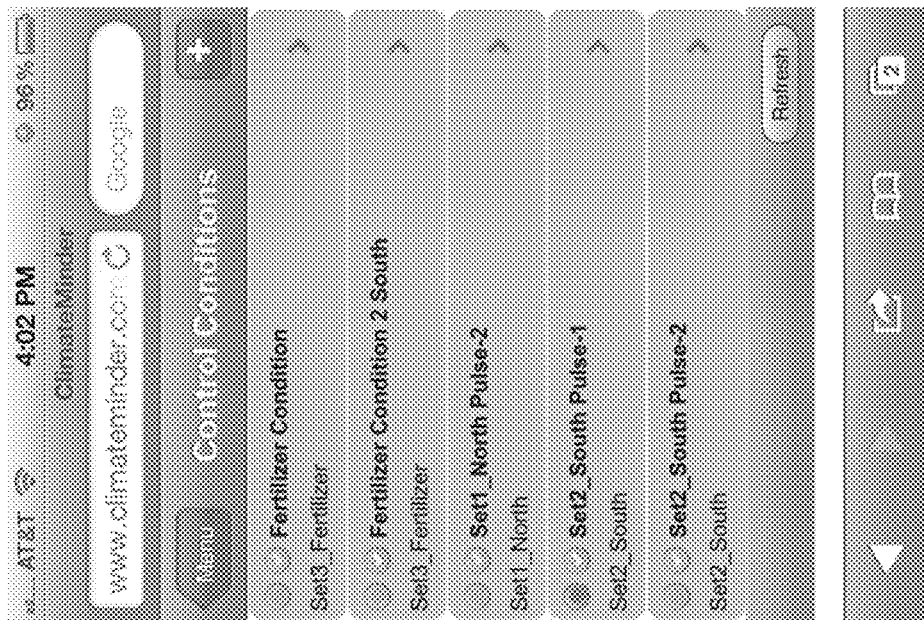 AT&T 4:02 PM 96 %
ClimateMinder
www.climateminder.com Google
Menu Control Conditions +
Fertilizer Condition
Set3_Fertilizer
Fertilizer Condition 2 South
Set3_Fertilizer
Set1_North Pulse-2
Set1_North
Set2_South Pulse-1
Set2_South
Set2_South Pulse-2
Set2_South
Refresh
2